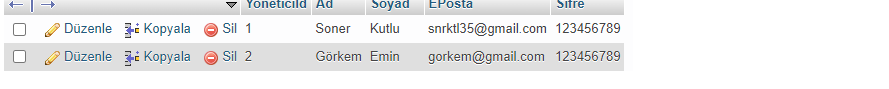 YoneticiId Ad Soyad EPosta Sifre
Düzenle Kopyala Sil 1 Soner Kutlu snrktl35@gmail.com 123456789
Düzenle Kopyala Sil 2 Görkem Emin gorkem@gmail.com 123456789